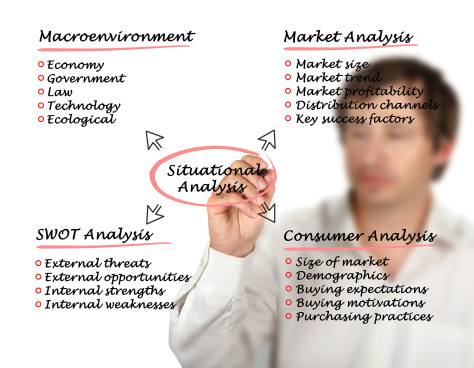 Macroenvironment
Economy
Government
Law
Technology
Ecological
Market Analysis
Market size
Market trend
Market profitability
Distribution channels
Key success factors
Situational
Analysis
SWOT Analysis
External threats
External opportunities
Internal strengths
Internal weaknesses
Consumer Analysis
Size of market
Demographics
Buying expectations
Buying motivations
Purchasing practices